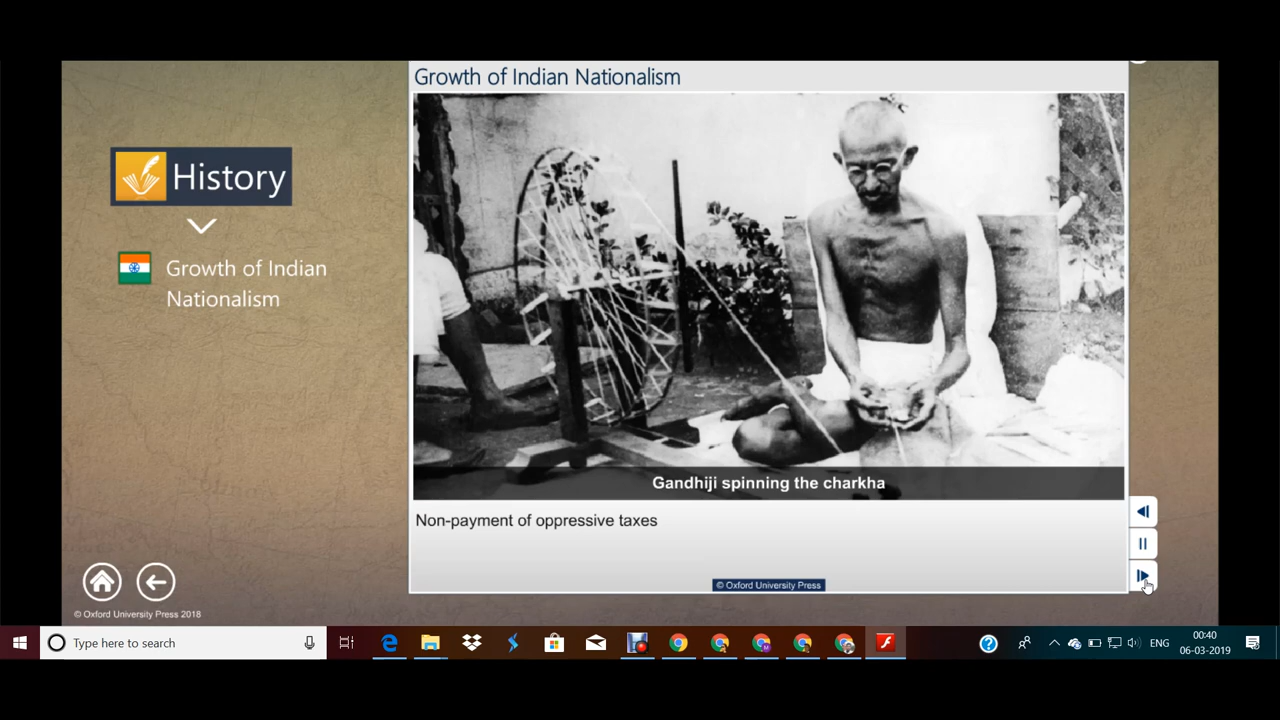 Growth of Indian Nationalism
History
Growth of Indian
Nationalism
Gandhiji spinning the charkha
Non-payment of oppressive taxes
© Oxford University Press
© Oxford University Press 2018
Type here to search
ENG
00:40
06-03-2019